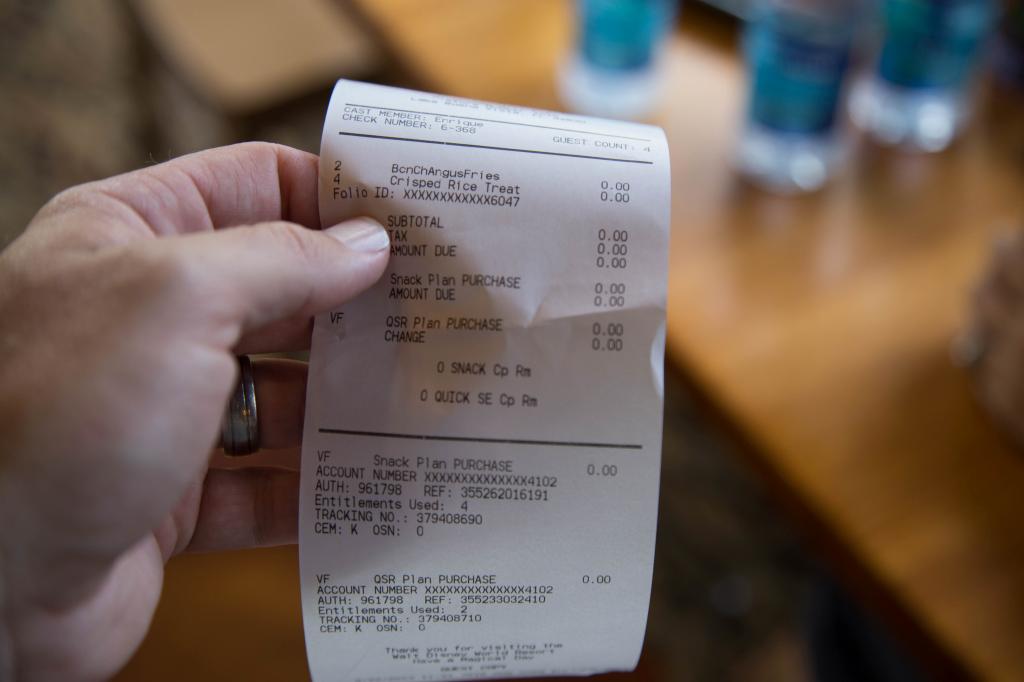 CAST MEMBER: Enrique
CHECK NUMBER: 6-368 GUEST COUNT: 4
2 BcnChAngusFries 0.00
4 Crisped Rice Treat 0.00
Folio ID: XXXXXXXXXXXX6047
SUBTOTAL 0.00
TAX 0.00
AMOUNT DUE 0.00
Snack Plan PURCHASE 0.00
AMOUNT DUE 0.00
VF QSR Plan PURCHASE 0.00
CHANGE 0.00
0 SNACK Cp Rm
0 QUICK SE Cp Rm
VF Snack Plan PURCHASE 0.00
ACCOUNT NUMBER XXXXXXXXXXXXXX4102
AUTH: 961798 REF: 355262016191
Entitlements Used: 4
TRACKING NO.: 379408690
CEM: K OSN: 0
VF QSR Plan PURCHASE 0.00
ACCOUNT NUMBER XXXXXXXXXXXXXX4102
AUTH: 961798 REF: 355233032410
Entitlements Used: 2
TRACKING NO.: 379408710
CEM: K OSN: 0
Thank you for visiting the
Walt Disney World Resort
Have a Magical Day
GUEST COPY